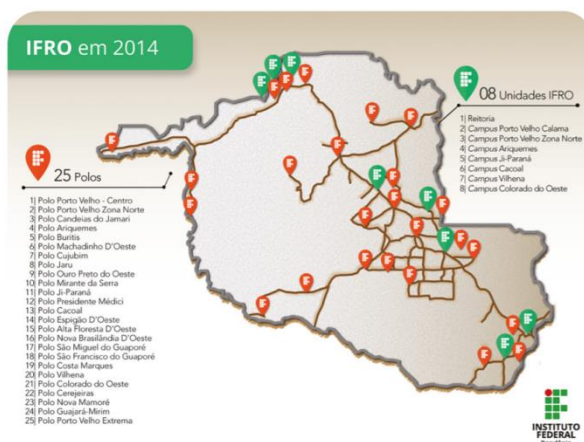 IFRO em 2014
08 Unidades IFRO
1| Reitoria
2| Campus Porto Velho Calama
3| Campus Porto Velho Zona Norte
4| Campus Ariquemes
5| Campus Ji-Paraná
6| Campus Cacoal
7| Campus Vilhena
8| Campus Colorado do Oeste
25 Polos
1| Polo Porto Velho - Centro
2| Polo Porto Velho Zona Norte
3| Polo Candeias do Jamari
4| Polo Ariquemes
5| Polo Buritis
6| Polo Machadinho D'Oeste
7| Polo Cujubim
8| Polo Jaru
9| Polo Ouro Preto do Oeste
10| Polo Mirante da Serra
11| Polo Ji-Paraná
12| Polo Presidente Médici
13| Polo Cacoal
14| Polo Espigão D'Oeste
15| Polo Alta Floresta D'Oeste
16| Polo Nova Brasilândia D'Oeste
17| Polo São Miguel do Guaporé
18| Polo São Francisco do Guaporé
19| Polo Costa Marques
20| Polo Vilhena
21| Polo Colorado do Oeste
22| Polo Cerejeiras
23| Polo Nova Mamoré
24| Polo Guajará-Mirim
25| Polo Porto Velho Extrema
INSTITUTO
FEDERAL